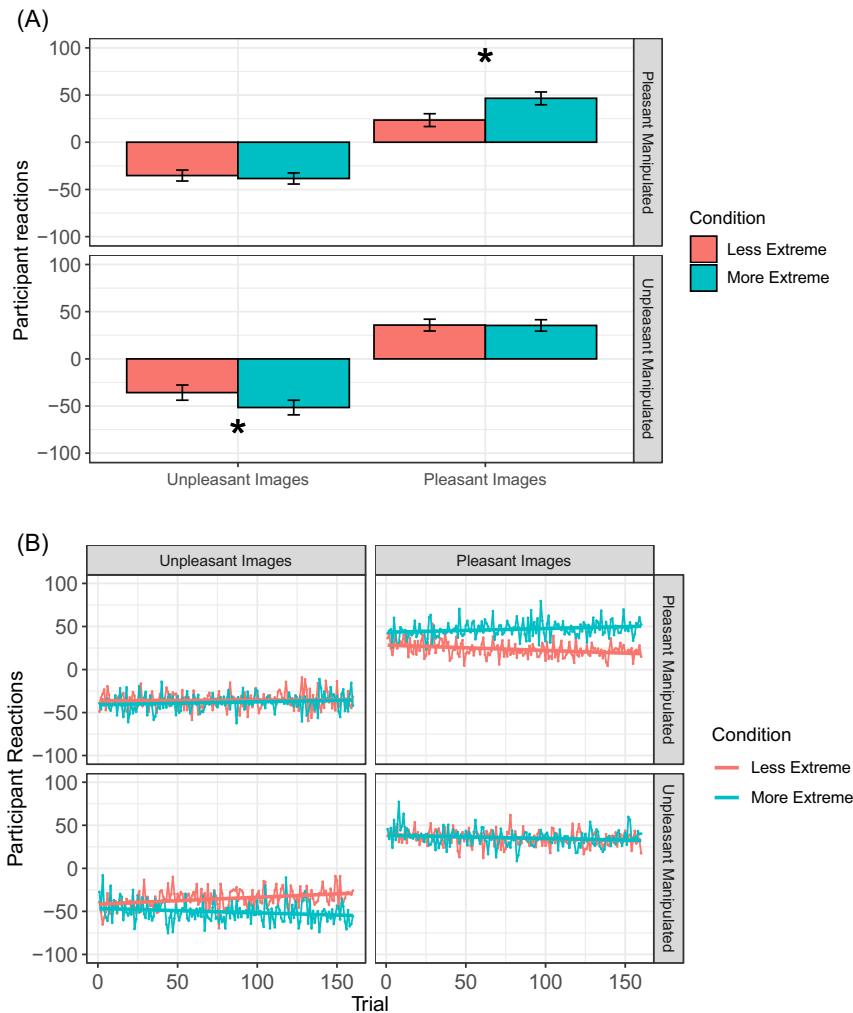 (A)
Participant reactions
100
50
0
−50
−100
*
Pleasant Manipulated
100
50
0
−50
−100
*
Unpleasant Manipulated
Unpleasant Images
Pleasant Images
Condition
Less Extreme
More Extreme
(B)
Participant Reactions
Unpleasant Images
Pleasant Images
100
50
0
−50
−100
Pleasant Manipulated
100
50
0
−50
−100
Unpleasant Manipulated
0 50 100 150 0 50 100 150
Trial
Condition
Less Extreme
More Extreme